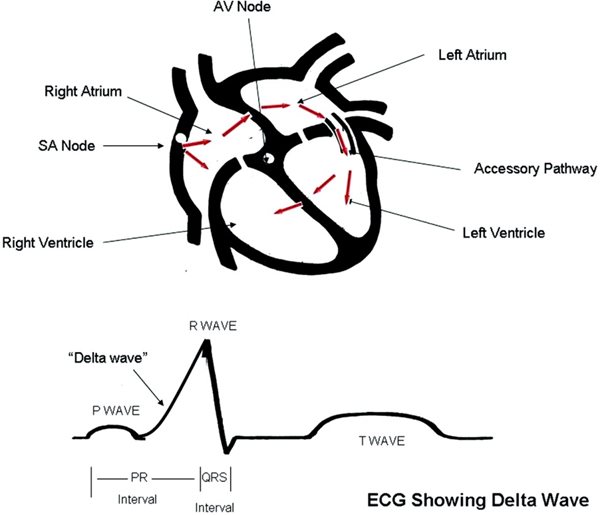 AV Node
Left Atrium
Right Atrium
SA Node
Accessory Pathway
Right Ventricle
Left Ventricle
R WAVE
“Delta wave”
P WAVE
T WAVE
PR
QRS
Interval
Interval
ECG Showing Delta Wave